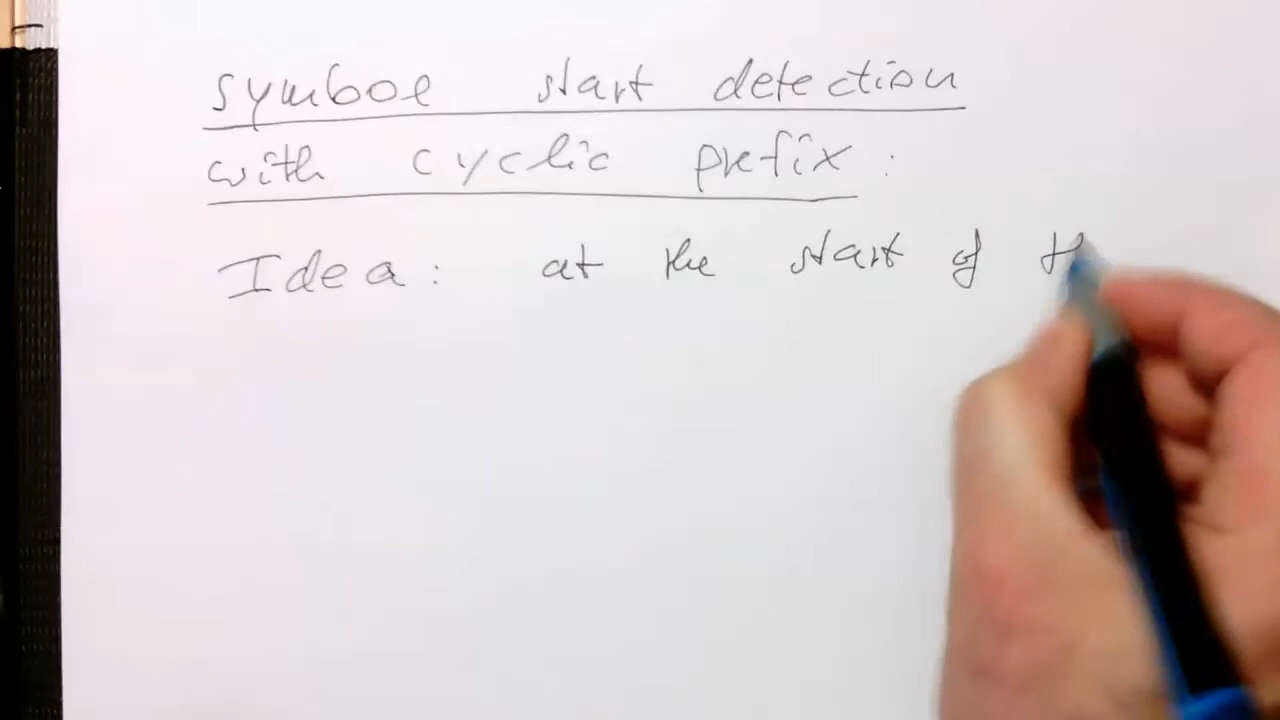 symbol start detection
with cyclic prefix :
Idea : at the start of